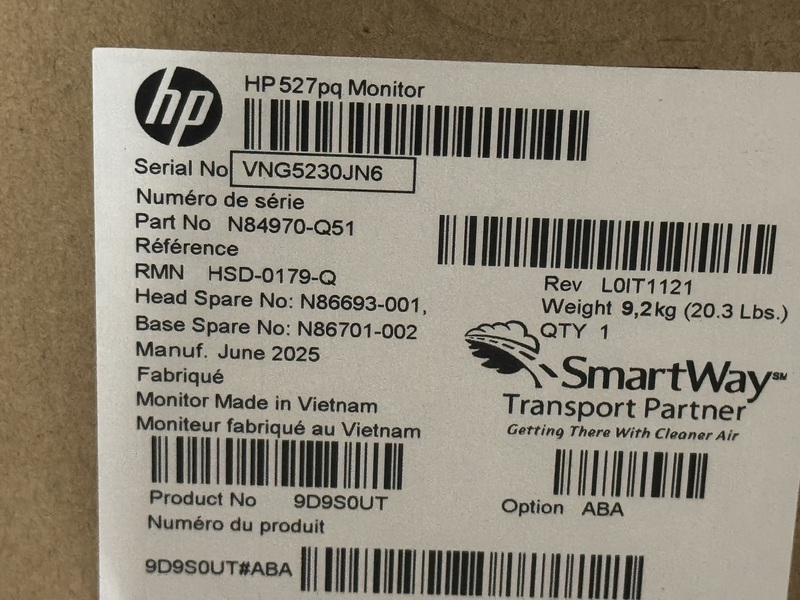 hp
HP 527pq Monitor
Serial No VNG5230JN6
Numéro de série
Part No N84970-Q51
Référence
RMN HSD-0179-Q
Rev L0IT1121
Head Spare No: N86693-001,
Weight 9,2kg (20.3 Lbs.)
Base Spare No: N86701-002
QTY 1
Manuf. June 2025
Fabriqué
SmartWay SM
Monitor Made in Vietnam
Transport Partner
Moniteur fabriqué au Vietnam
Getting There With Cleaner Air
Product No 9D9S0UT
Option ABA
Numéro du produit
9D9S0UT#ABA